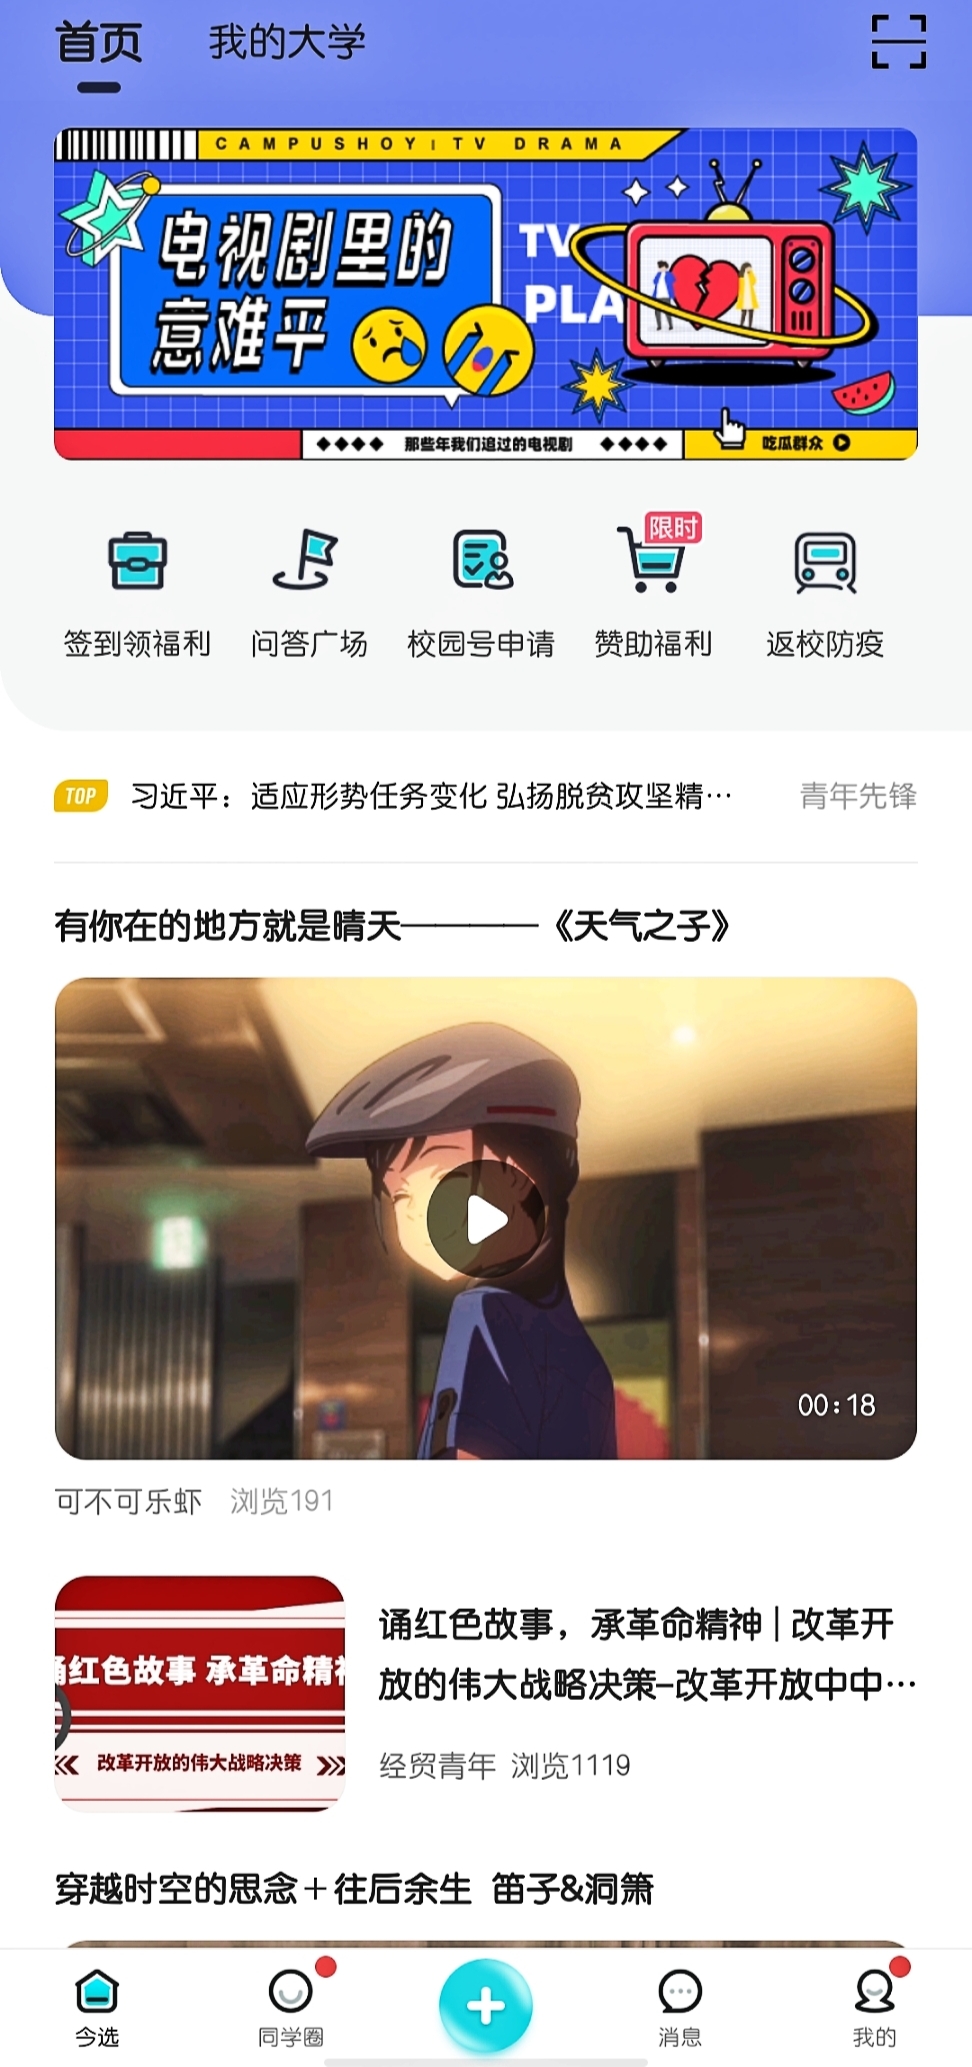 首页 我的大学
CAMPUSHOY | TV DRAMA
电视剧里的
意难平
TV
PLA
那些年我们追过的电视剧 吃瓜群众
限时
签到领福利 问答广场 校园号申请 赞助福利 返校防疫
TOP 习近平：适应形势任务变化 弘扬脱贫攻坚精… 青年先锋
有你在的地方就是晴天————《天气之子》
00:18
可不可乐虾 浏览191
诵红色故事 承革命精神
改革开放的伟大战略决策
诵红色故事，承革命精神 | 改革开
放的伟大战略决策–改革开放中中…
经贸青年 浏览1119
穿越时空的思念＋往后余生 笛子&洞箫
今选 同学圈 消息 我的